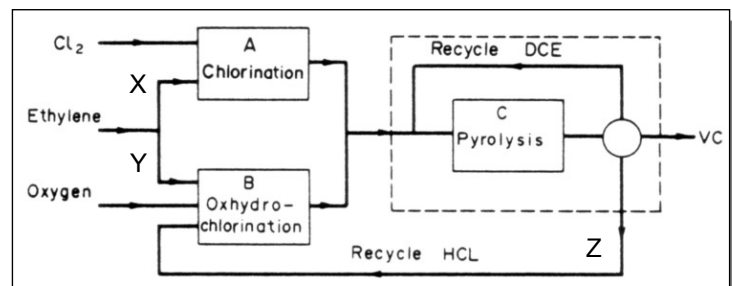 Cl₂
A
Chlorination
X
Ethylene
Y
Oxygen
B
Oxhydro-
chlorination
Recycle DCE
C
Pyrolysis
VC
Z
Recycle HCL